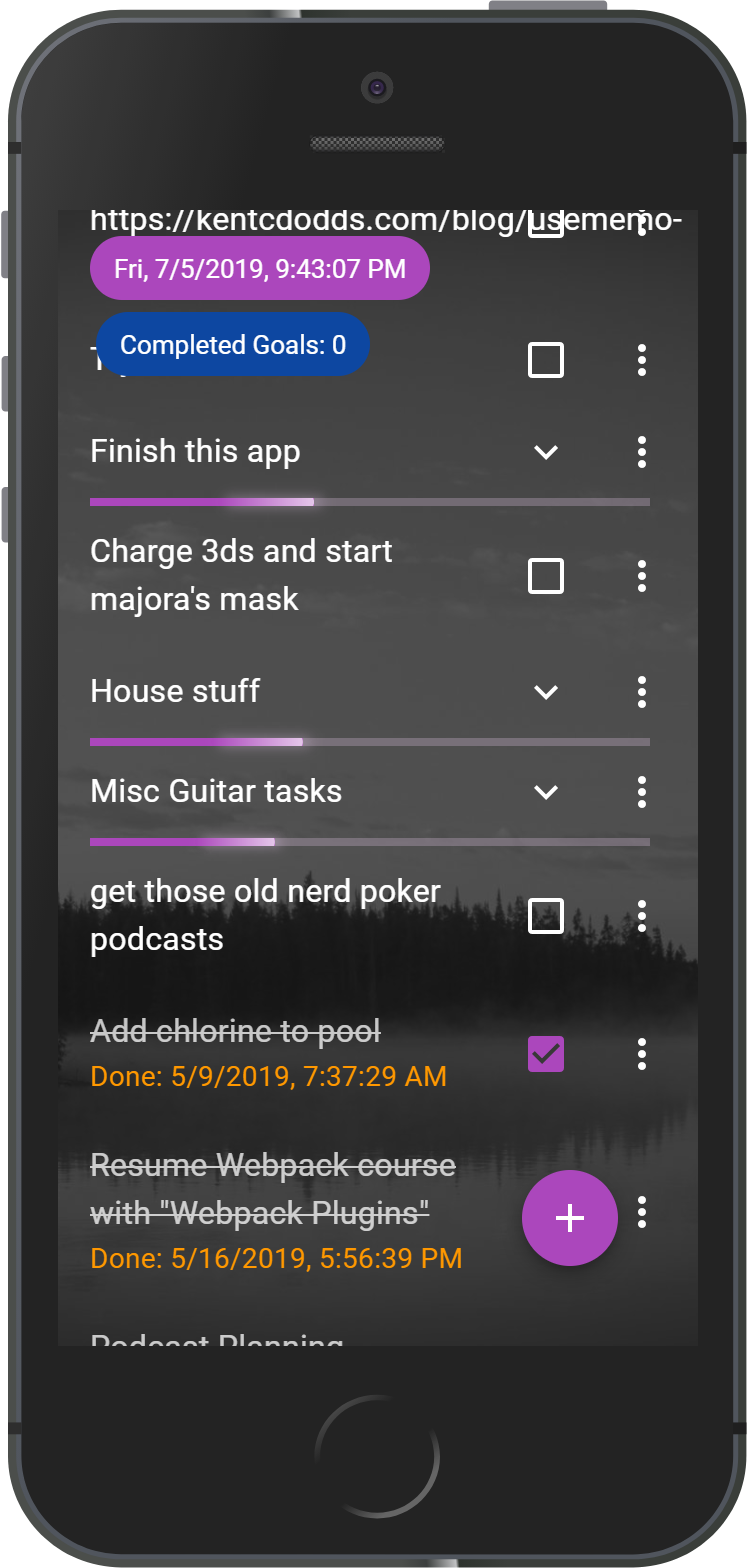 https://kentcdodds.com/blog/usememo-
Fri, 7/5/2019, 9:43:07 PM
Completed Goals: 0
Finish this app
Charge 3ds and start
majora's mask
House stuff
Misc Guitar tasks
get those old nerd poker
podcasts
Add chlorine to pool
Done: 5/9/2019, 7:37:29 AM
Resume Webpack course
with "Webpack Plugins"
Done: 5/16/2019, 5:56:39 PM
Podcast Planning